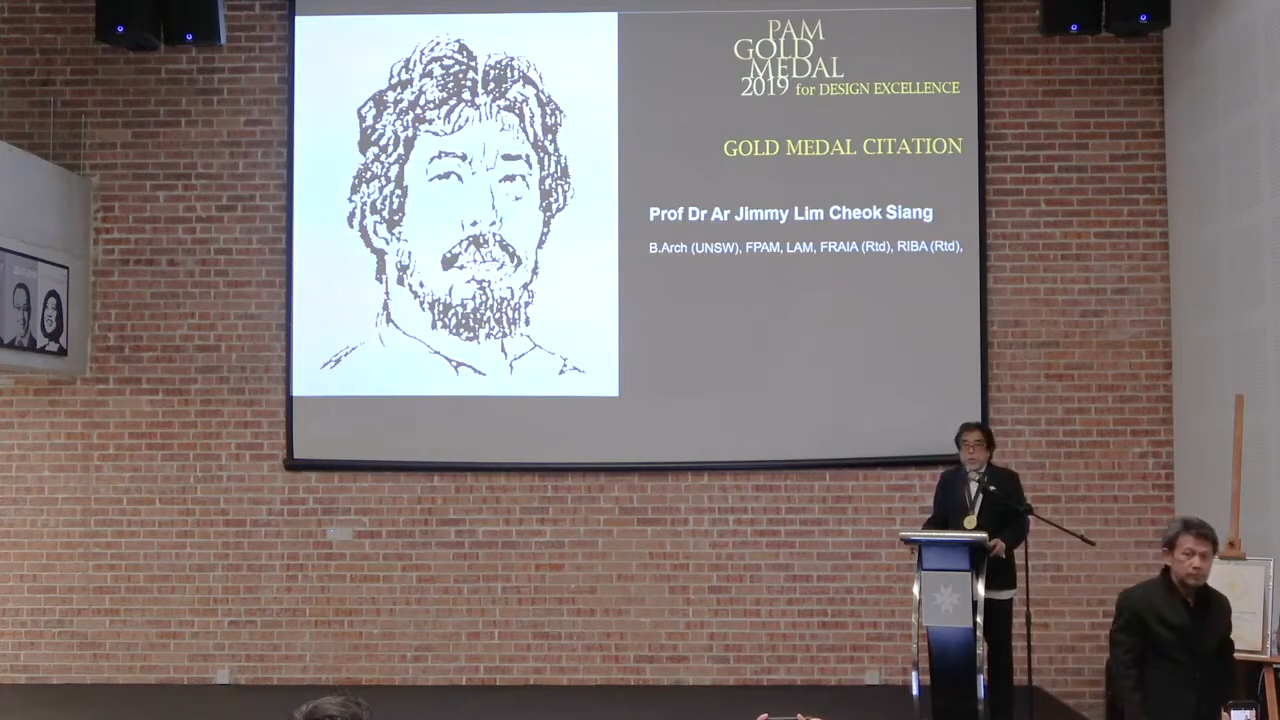 PAM
GOLD
MEDAL
2019 for DESIGN EXCELLENCE
GOLD MEDAL CITATION
Prof Dr Ar Jimmy Lim Cheok Siang
B.Arch (UNSW), FPAM, LAM, FRAIA (Rtd), RIBA (Rtd),